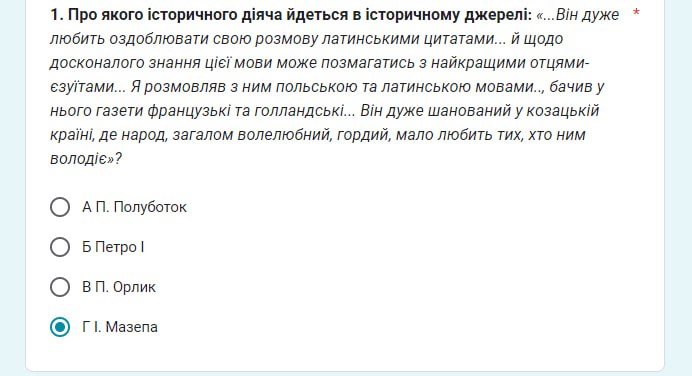 1. Про якого історичного діяча йдеться в історичному джерелі: «...Він дуже *
любить оздоблювати свою розмову латинськими цитатами... й щодо
досконалого знання цієї мови може позмагатись з найкращими отцями-
єзуїтами... Я розмовляв з ним польською та латинською мовами.., бачив у
нього газети французькі та голландські... Він дуже шанований у козацькій
країні, де народ, загалом волелюбний, гордий, мало любить тих, хто ним
володіє»?
А П. Полуботок
Б Петро І
В П. Орлик
Г І. Мазепа